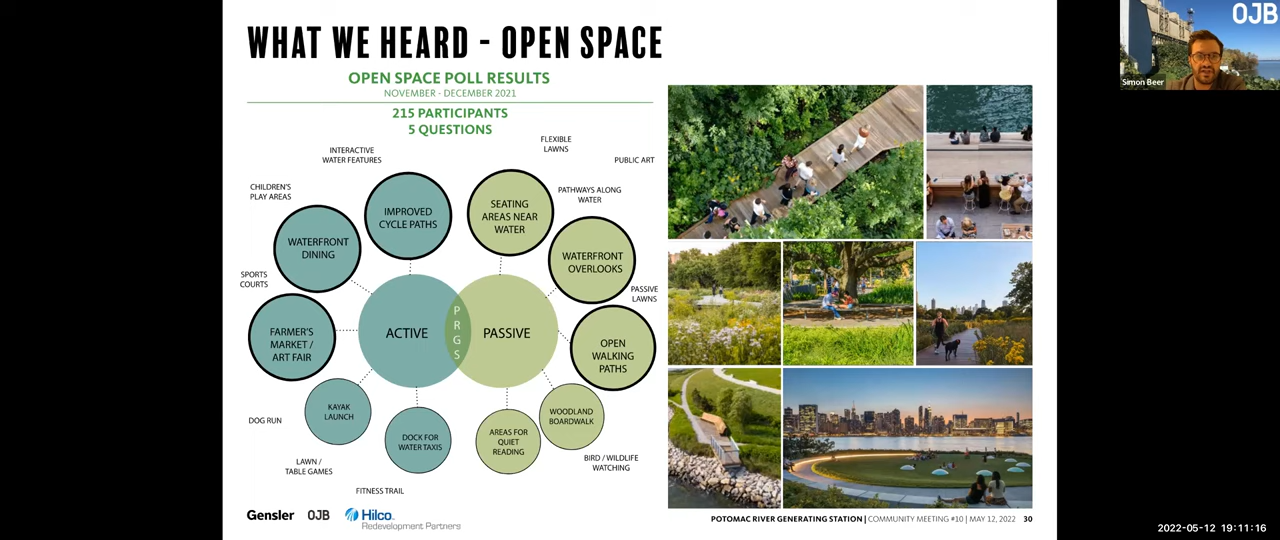 WHAT WE HEARD - OPEN SPACE
OPEN SPACE POLL RESULTS
NOVEMBER - DECEMBER 2021
215 PARTICIPANTS
5 QUESTIONS
FLEXIBLE
LAWNS
INTERACTIVE
WATER FEATURES
PUBLIC ART
CHILDREN'S
PLAY AREAS
PATHWAYS ALONG
WATER
IMPROVED
CYCLE PATHS
SEATING
AREAS NEAR
WATER
WATERFRONT
DINING
WATERFRONT
OVERLOOKS
SPORTS
COURTS
PASSIVE
LAWNS
FARMER'S
MARKET /
ART FAIR
ACTIVE
PRGS
PASSIVE
OPEN
WALKING
PATHS
KAYAK
LAUNCH
WOODLAND
BOARDWALK
DOG RUN
DOCK FOR
WATER TAXIS
AREAS FOR
QUIET
READING
LAWN /
TABLE GAMES
BIRD / WILDLIFE
WATCHING
FITNESS TRAIL
Gensler OJB Hilco
Redevelopment Partners
POTOMAC RIVER GENERATING STATION | COMMUNITY MEETING #10 | MAY 12, 2022 30
OJB
Simon Beer
2022-05-12 19:11:16